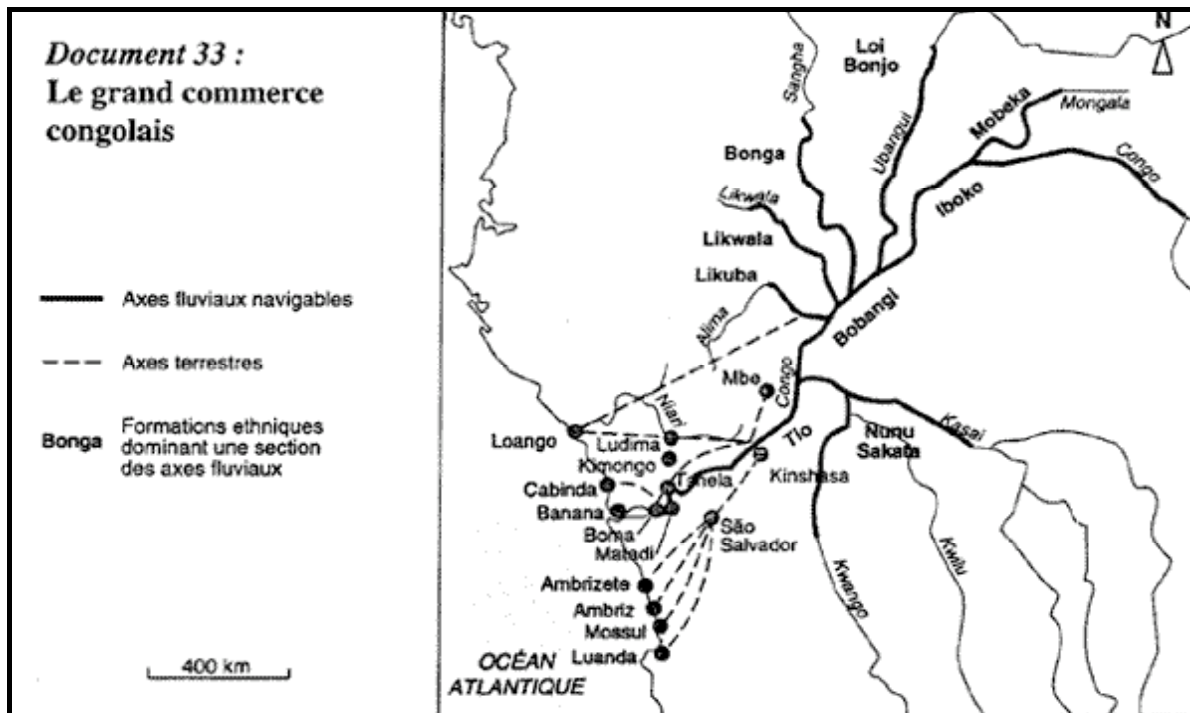 Document 33 :
Le grand commerce
congolais
Axes fluviaux navigables
Axes terrestres
Bonga
Formations ethniques
dominant une section
des axes fluviaux
400 km
N
Sangha
Loi
Bonjo
Ubangui
Mobeka
Mongala
Congo
Bonga
Iboko
Likwala
Likwala
Likuba
Bobangi
Alima
Mbe
Congo
Niari
Loango
Ludima
Tio
Nunu
Sakata
Kasai
Kimongo
Kinshasa
Cabinda
Tshela
Banana
Boma
São
Salvador
Matadi
Kwango
Kwilu
Ambrizete
Ambriz
Mossul
Luanda
OCÉAN
ATLANTIQUE